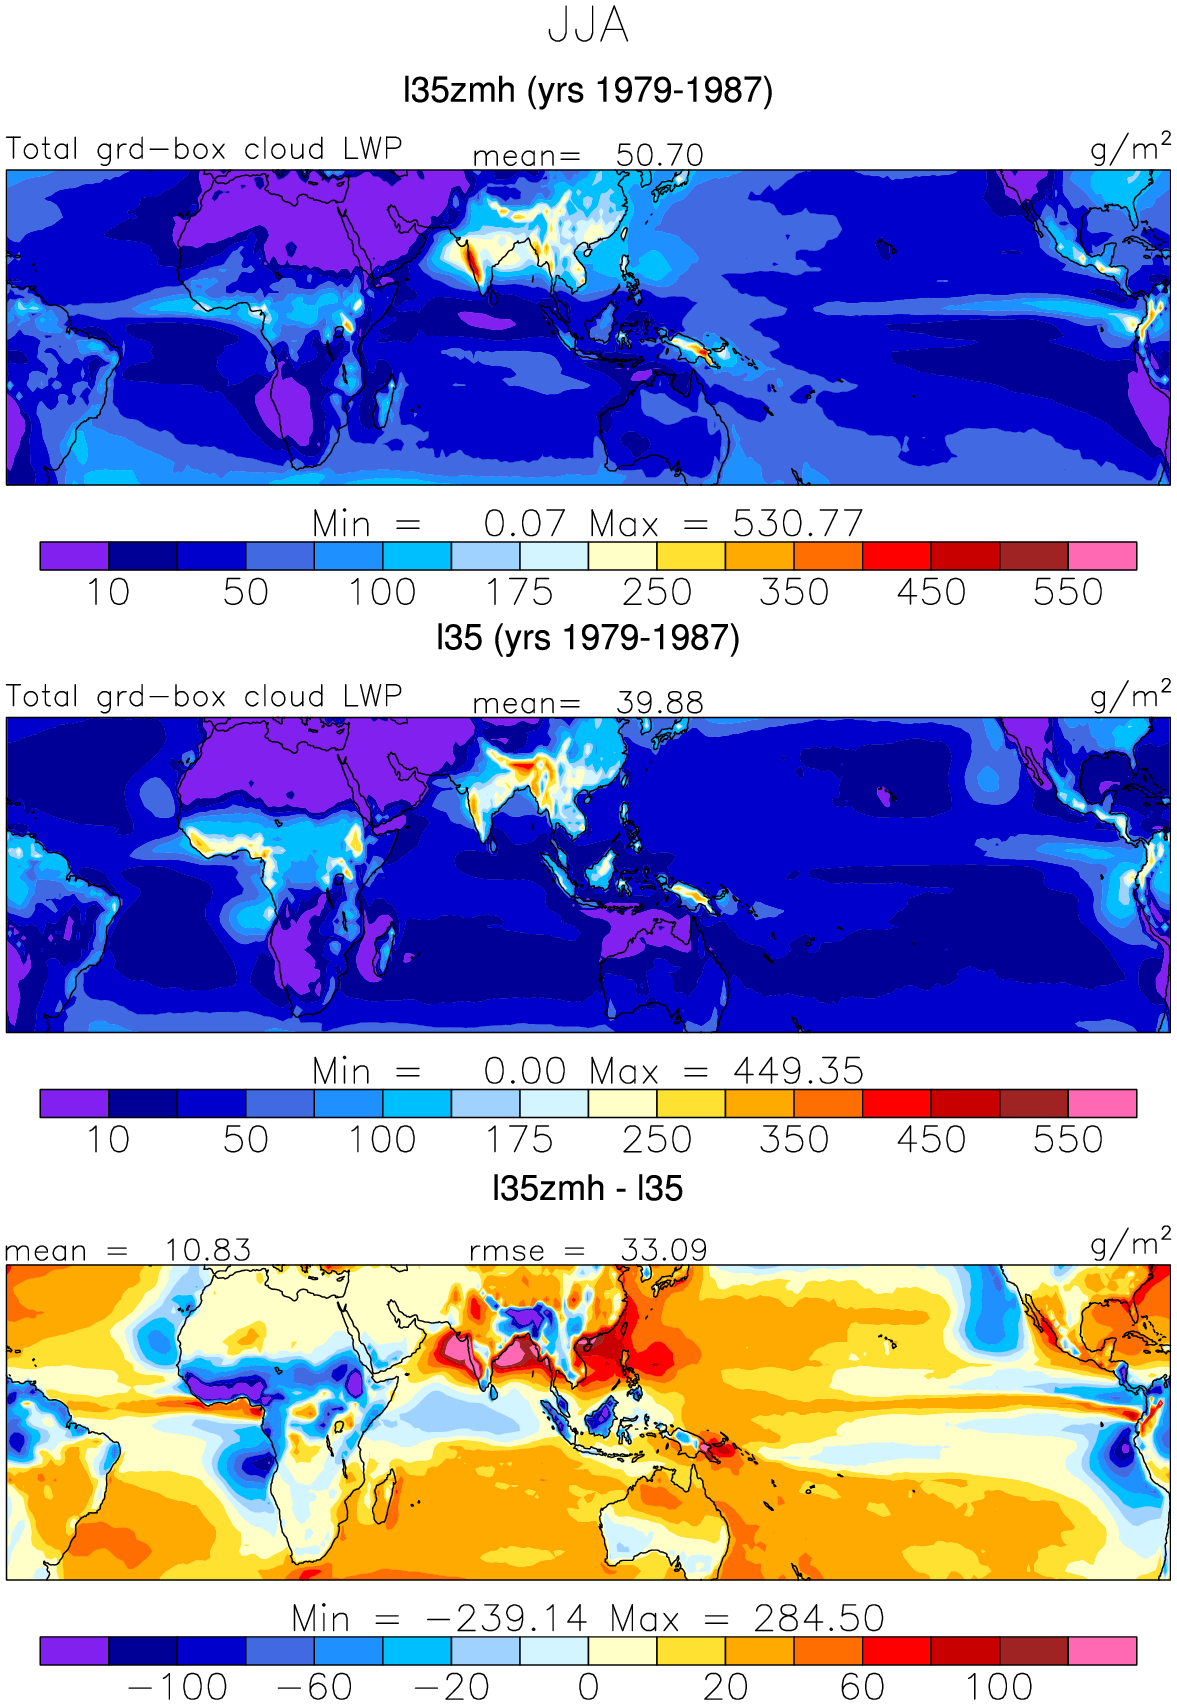 JJA
l35zmh (yrs 1979-1987)
Total grd-box cloud LWP mean= 50.70 g/m²
Min = 0.07 Max = 530.77
10 50 100 175 250 350 450 550
l35 (yrs 1979-1987)
Total grd-box cloud LWP mean= 39.88 g/m²
Min = 0.00 Max = 449.35
10 50 100 175 250 350 450 550
l35zmh - l35
mean = 10.83 rmse = 33.09 g/m²
Min = -239.14 Max = 284.50
-100 -60 -20 0 20 60 100